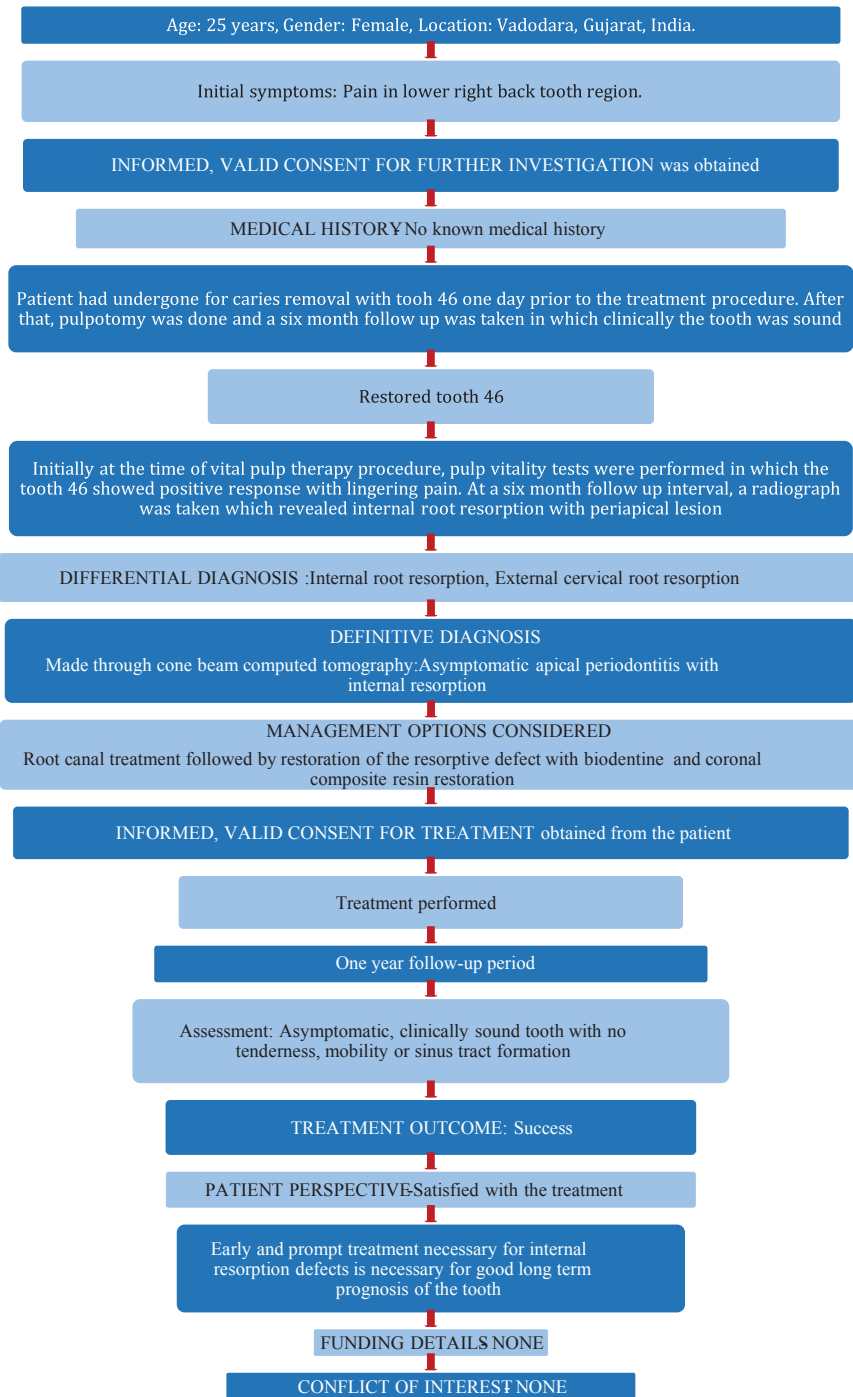 Age: 25 years, Gender: Female, Location: Vadodara, Gujarat, India.
Initial symptoms: Pain in lower right back tooth region.
INFORMED, VALID CONSENT FOR FURTHER INVESTIGATION was obtained
MEDICAL HISTORY-No known medical history
Patient had undergone for caries removal with tooh 46 one day prior to the treatment procedure. After
that, pulpotomy was done and a six month follow up was taken in which clinically the tooth was sound
Restored tooth 46
Initially at the time of vital pulp therapy procedure, pulp vitality tests were performed in which the
tooth 46 showed positive response with lingering pain. At a six month follow up interval, a radiograph
was taken which revealed internal root resorption with periapical lesion
DIFFERENTIAL DIAGNOSIS :Internal root resorption, External cervical root resorption
DEFINITIVE DIAGNOSIS
Made through cone beam computed tomography:Asymptomatic apical periodontitis with
internal resorption
MANAGEMENT OPTIONS CONSIDERED
Root canal treatment followed by restoration of the resorptive defect with biodentine and coronal
composite resin restoration
INFORMED, VALID CONSENT FOR TREATMENT obtained from the patient
Treatment performed
One year follow-up period
Assessment: Asymptomatic, clinically sound tooth with no
tenderness, mobility or sinus tract formation
TREATMENT OUTCOME: Success
PATIENT PERSPECTIVE-Satisfied with the treatment
Early and prompt treatment necessary for internal
resorption defects is necessary for good long term
prognosis of the tooth
FUNDING DETAILS-NONE
CONFLICT OF INTEREST-NONE